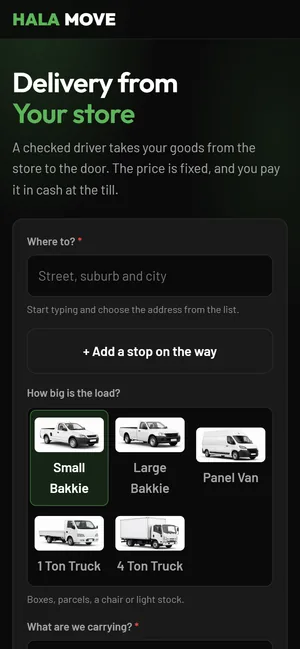 HALA MOVE
Delivery from
Your store
A checked driver takes your goods from the
store to the door. The price is fixed, and you pay
it in cash at the till.
Where to? *
Street, suburb and city
Start typing and choose the address from the list.
+ Add a stop on the way
How big is the load?
Small
Bakkie
Large
Bakkie
Panel Van
1 Ton Truck
4 Ton Truck
Boxes, parcels, a chair or light stock.
What are we carrying? *